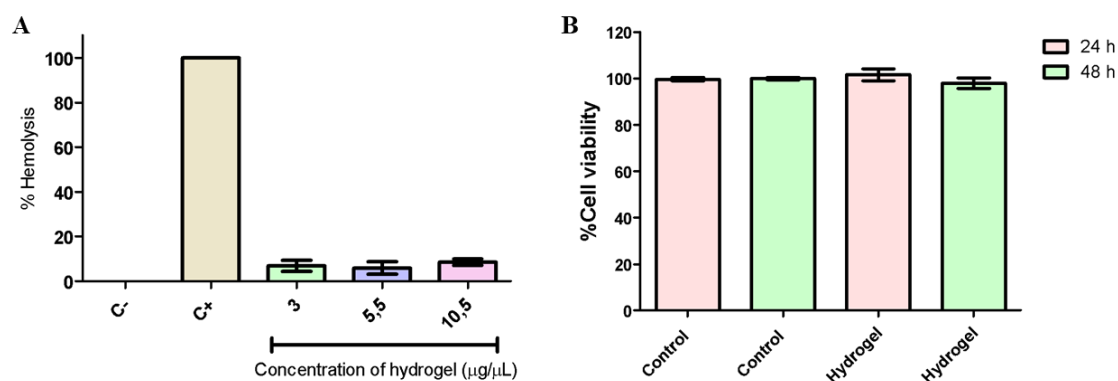 A
% Hemolysis
100
80
60
40
20
0
C-
C+
3
5,5
10,5
Concentration of hydrogel (μg/μL)
B
%Cell viability
120
100
80
60
40
20
0
Control
Control
Hydrogel
Hydrogel
24 h
48 h